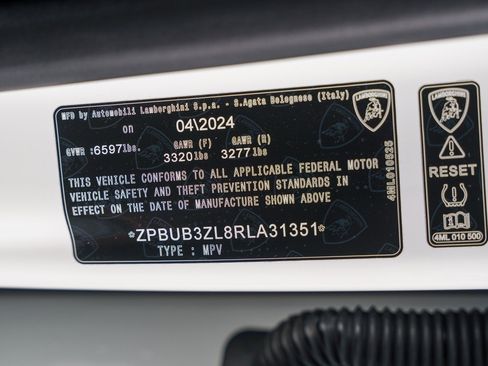 MFD by Automobili Lamborghini S.p.a. - S.Agata Bolognese (Italy)
on 04\2024
GVWR :6597lbs. GAWR (F) 3320lbs GAWR (R) 3277lbs
THIS VEHICLE CONFORMS TO ALL APPLICABLE FEDERAL MOTOR
VEHICLE SAFETY AND THEFT PREVENTION STANDARDS IN
EFFECT ON THE DATE OF MANUFACTURE SHOWN ABOVE
*ZPBUB3ZL8RLA31351*
TYPE : MPV
LAMBORGHINI
4ML010525
LAMBORGHINI
RESET
4ML 010 500